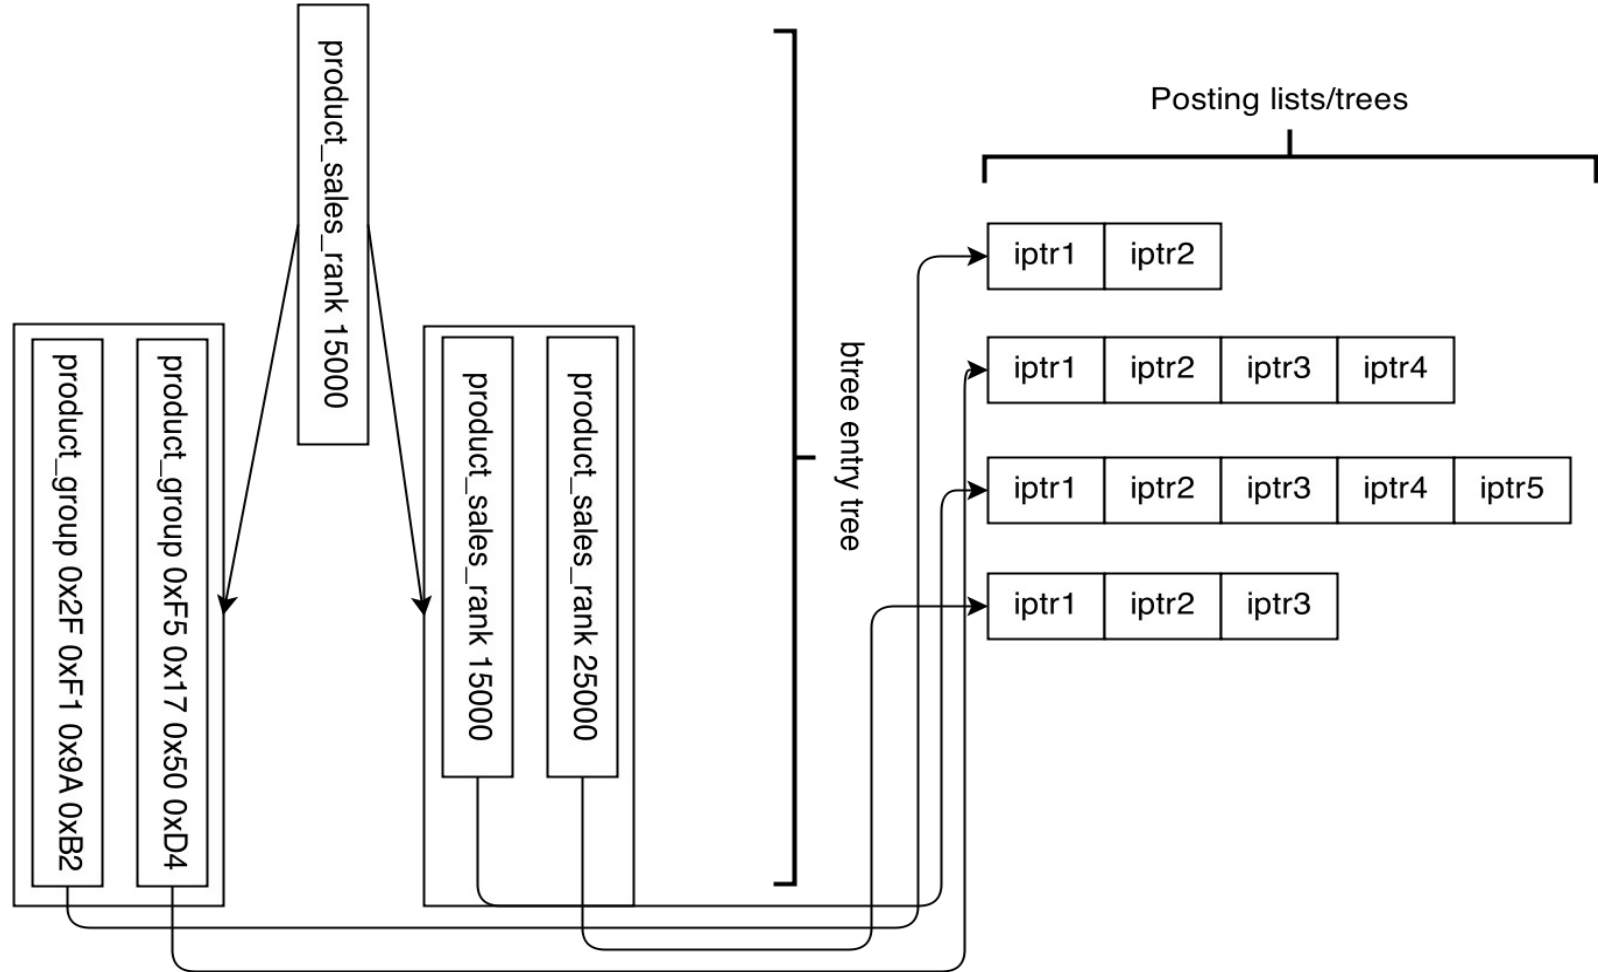 product_sales_rank 15000
product_group 0x2F 0xF1 0x9A 0xB2
product_group 0xF5 0x17 0x50 0xD4
product_sales_rank 15000
product_sales_rank 25000
btree entry tree
Posting lists/trees
iptr1 iptr2
iptr1 iptr2 iptr3 iptr4
iptr1 iptr2 iptr3 iptr4 iptr5
iptr1 iptr2 iptr3